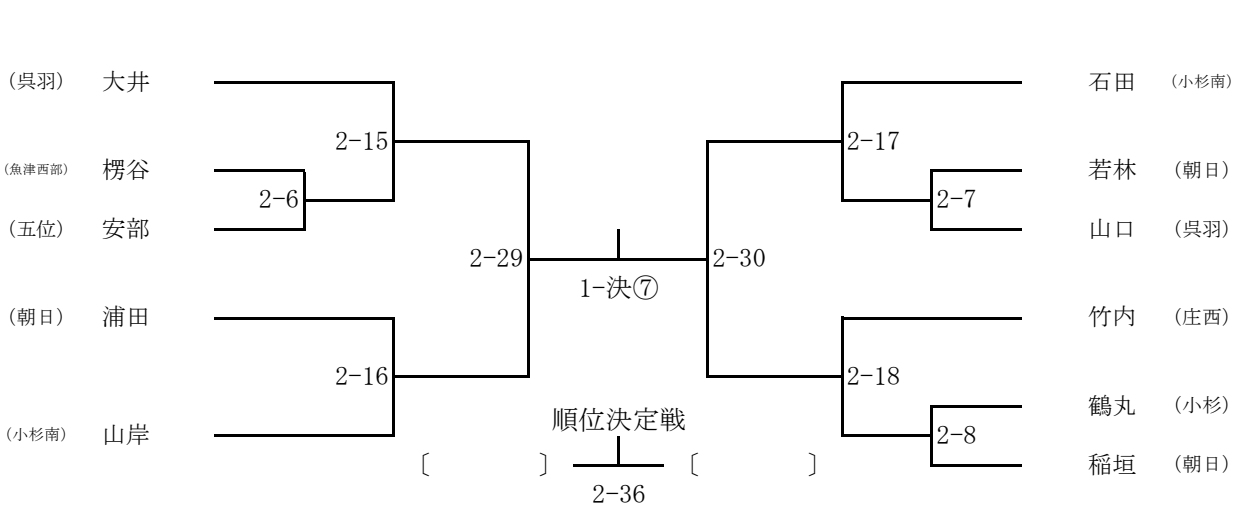 (呉羽) 大井 石田 (小杉南)
2-15 2-17
(魚津西部) 楞谷 若林 (朝日)
2-6 2-7
(五位) 安部 山口 (呉羽)
2-29 2-30
1-決⑦
(朝日) 浦田 竹内 (庄西)
2-16 2-18
鶴丸 (小杉)
順位決定戦
(小杉南) 山岸 2-8
〔 〕 〔 〕 稲垣 (朝日)
2-36